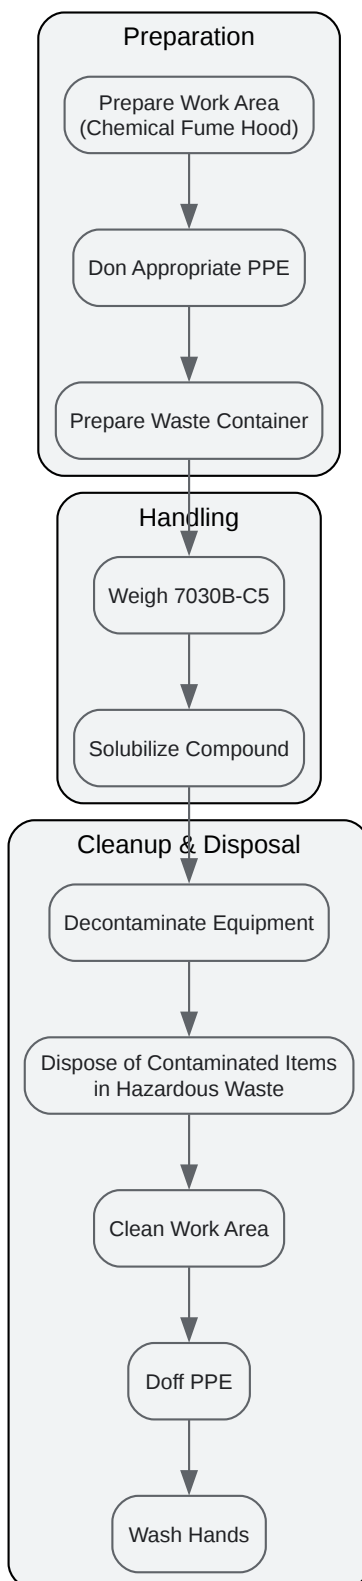 Preparation
Prepare Work Area
(Chemical Fume Hood)
Don Appropriate PPE
Prepare Waste Container
Handling
Weigh 7030B-C5
Solubilize Compound
Cleanup & Disposal
Decontaminate Equipment
Dispose of Contaminated Items
in Hazardous Waste
Clean Work Area
Doff PPE
Wash Hands